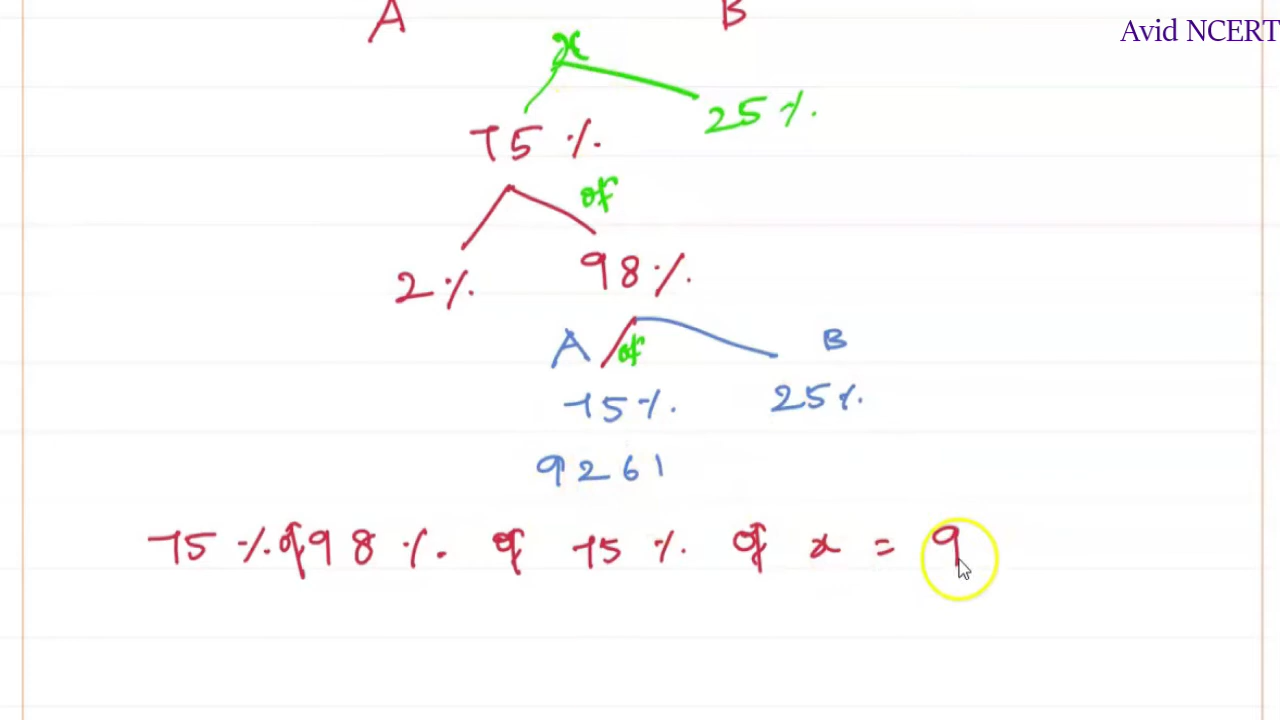 A B
Avid NCERT
x
75 % 25 %
of
2 % 98 %
A of B
75 % 25 %
9261
75 % of 98 % of 75 % of x = 9